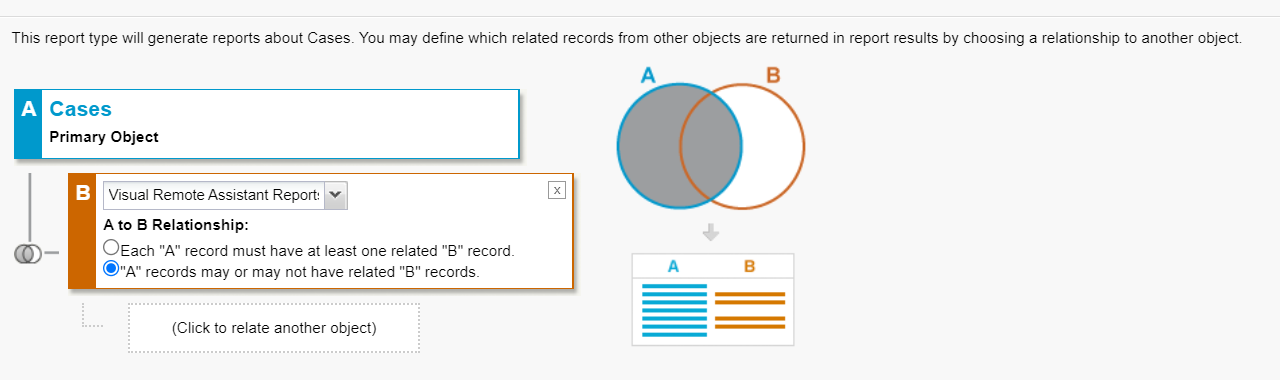 This report type will generate reports about Cases. You may define which related records from other objects are returned in report results by choosing a relationship to another object.
A Cases
Primary Object
B Visual Remote Assistant Reports
x
A to B Relationship:
Each "A" record must have at least one related "B" record.
"A" records may or may not have related "B" records.
(Click to relate another object)
A B
A B